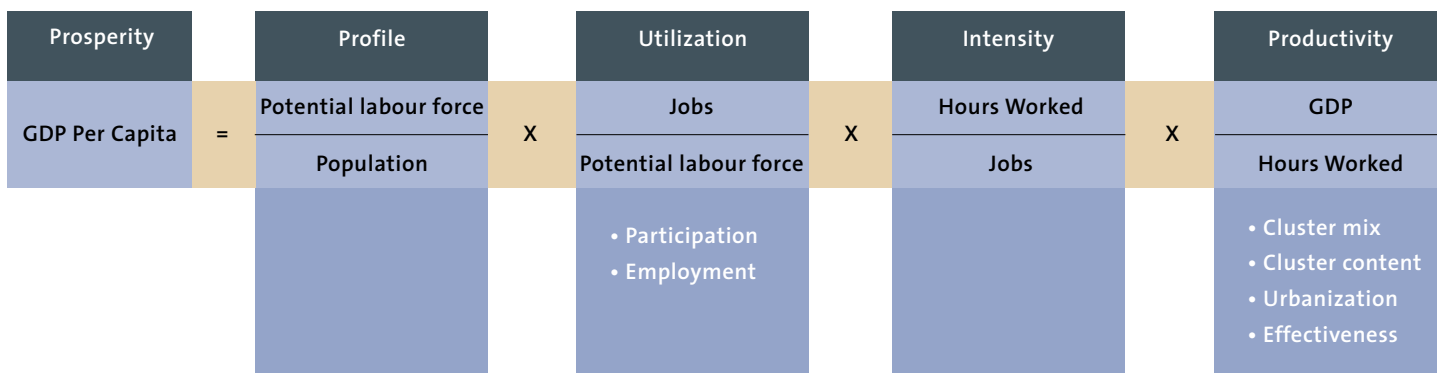 Prosperity
Profile
Utilization
Intensity
Productivity
GDP Per Capita
=
Potential labour force
Population
X
Jobs
Potential labour force
X
Hours Worked
Jobs
X
GDP
Hours Worked
• Participation
• Employment
• Cluster mix
• Cluster content
• Urbanization
• Effectiveness